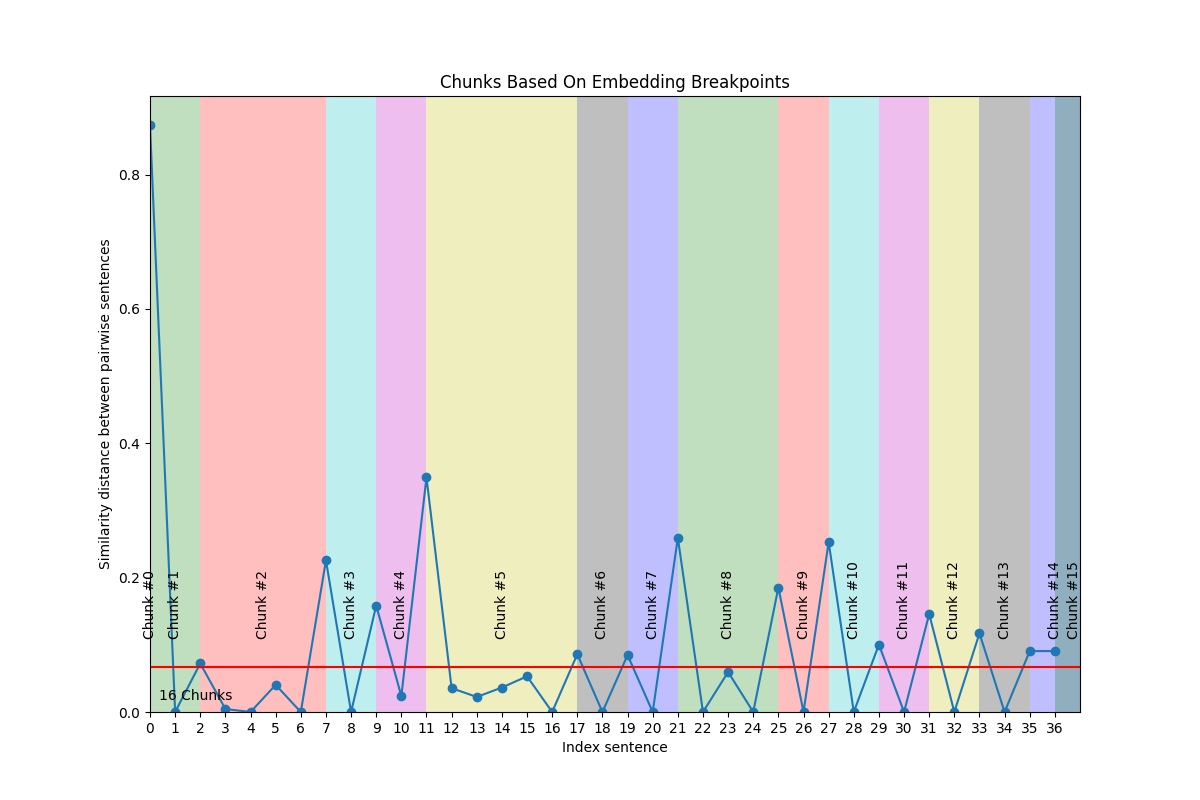 Chunks Based On Embedding Breakpoints
Similarity distance between pairwise sentences
0.8
0.6
0.4
0.2
0.0
Chunk #0
Chunk #1
Chunk #2
Chunk #3
Chunk #4
Chunk #5
Chunk #6
Chunk #7
Chunk #8
Chunk #9
Chunk #10
Chunk #11
Chunk #12
Chunk #13
Chunk #14
Chunk #15
16 Chunks
0 1 2 3 4 5 6 7 8 9 10 11 12 13 14 15 16 17 18 19 20 21 22 23 24 25 26 27 28 29 30 31 32 33 34 35 36
Index sentence